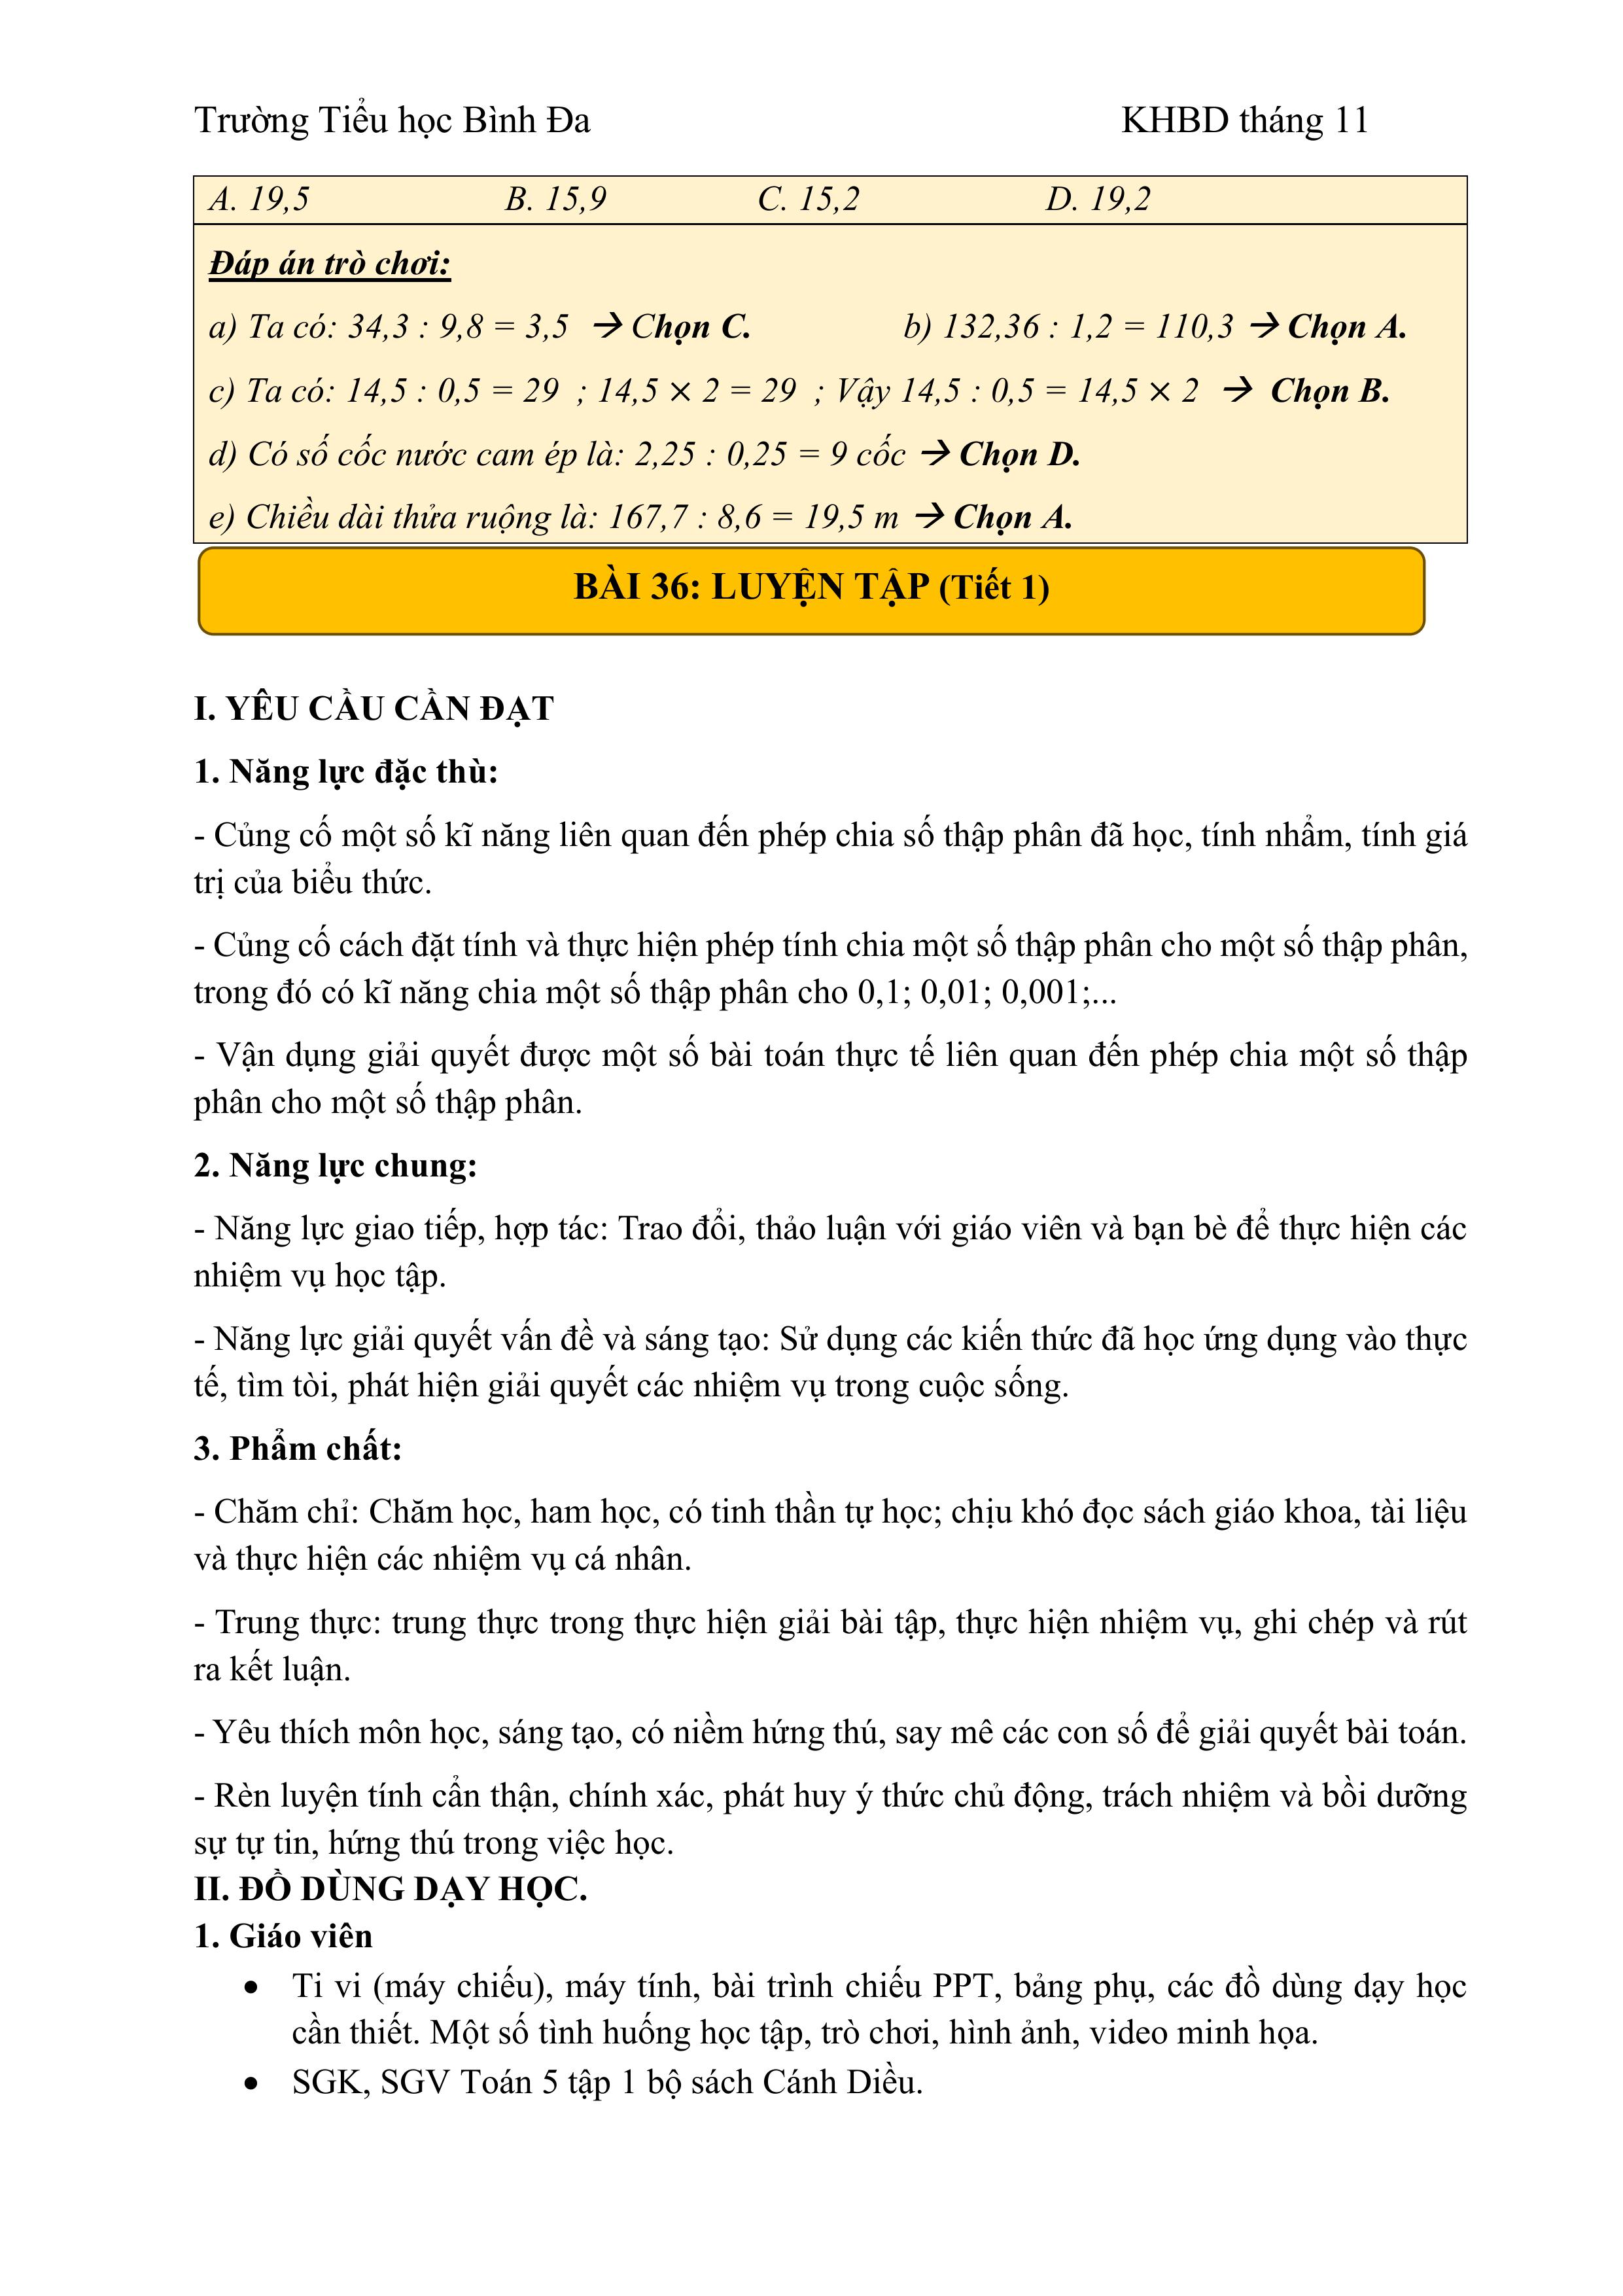 Trường Tiểu học Bình Đa KHBD tháng 11
A. 19,5 B. 15,9 C. 15,2 D. 19,2
Đáp án trò chơi:
a) Ta có: 34,3 : 9,8 = 3,5 → Chọn C. b) 132,36 : 1,2 = 110,3 → Chọn A.
c) Ta có: 14,5 : 0,5 = 29 ; 14,5 × 2 = 29 ; Vậy 14,5 : 0,5 = 14,5 × 2 → Chọn B.
d) Có số cốc nước cam ép là: 2,25 : 0,25 = 9 cốc → Chọn D.
e) Chiều dài thửa ruộng là: 167,7 : 8,6 = 19,5 m → Chọn A.
BÀI 36: LUYỆN TẬP (Tiết 1)
I. YÊU CẦU CẦN ĐẠT
1. Năng lực đặc thù:
- Củng cố một số kĩ năng liên quan đến phép chia số thập phân đã học, tính nhẩm, tính giá
trị của biểu thức.
- Củng cố cách đặt tính và thực hiện phép tính chia một số thập phân cho một số thập phân,
trong đó có kĩ năng chia một số thập phân cho 0,1; 0,01; 0,001;...
- Vận dụng giải quyết được một số bài toán thực tế liên quan đến phép chia một số thập
phân cho một số thập phân.
2. Năng lực chung:
- Năng lực giao tiếp, hợp tác: Trao đổi, thảo luận với giáo viên và bạn bè để thực hiện các
nhiệm vụ học tập.
- Năng lực giải quyết vấn đề và sáng tạo: Sử dụng các kiến thức đã học ứng dụng vào thực
tế, tìm tòi, phát hiện giải quyết các nhiệm vụ trong cuộc sống.
3. Phẩm chất:
- Chăm chỉ: Chăm học, ham học, có tinh thần tự học; chịu khó đọc sách giáo khoa, tài liệu
và thực hiện các nhiệm vụ cá nhân.
- Trung thực: trung thực trong thực hiện giải bài tập, thực hiện nhiệm vụ, ghi chép và rút
ra kết luận.
- Yêu thích môn học, sáng tạo, có niềm hứng thú, say mê các con số để giải quyết bài toán.
- Rèn luyện tính cẩn thận, chính xác, phát huy ý thức chủ động, trách nhiệm và bồi dưỡng
sự tự tin, hứng thú trong việc học.
II. ĐỒ DÙNG DẠY HỌC.
1. Giáo viên
• Ti vi (máy chiếu), máy tính, bài trình chiếu PPT, bảng phụ, các đồ dùng dạy học
cần thiết. Một số tình huống học tập, trò chơi, hình ảnh, video minh họa.
• SGK, SGV Toán 5 tập 1 bộ sách Cánh Diều.